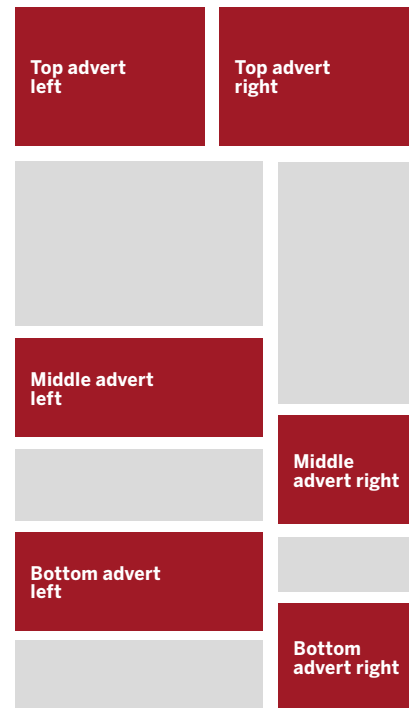 Top advert
left
Top advert
right
Middle advert
left
Middle
advert right
Bottom advert
left
Bottom
advert right